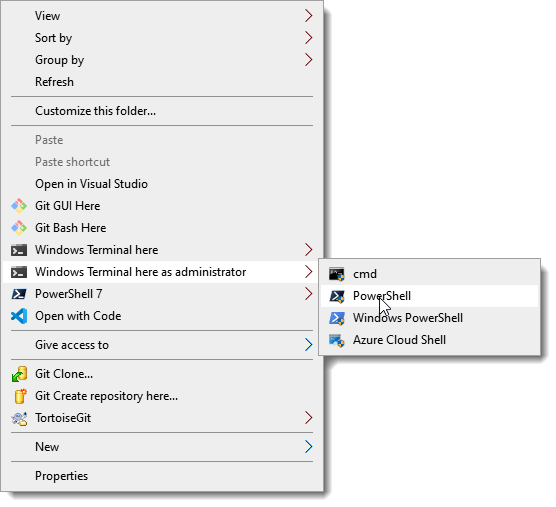 View
Sort by
Group by
Refresh
Customize this folder...
Paste
Paste shortcut
Open in Visual Studio
Git GUI Here
Git Bash Here
Windows Terminal here
Windows Terminal here as administrator
PowerShell 7
Open with Code
Give access to
Git Clone...
Git Create repository here...
TortoiseGit
New
Properties
cmd
PowerShell
Windows PowerShell
Azure Cloud Shell